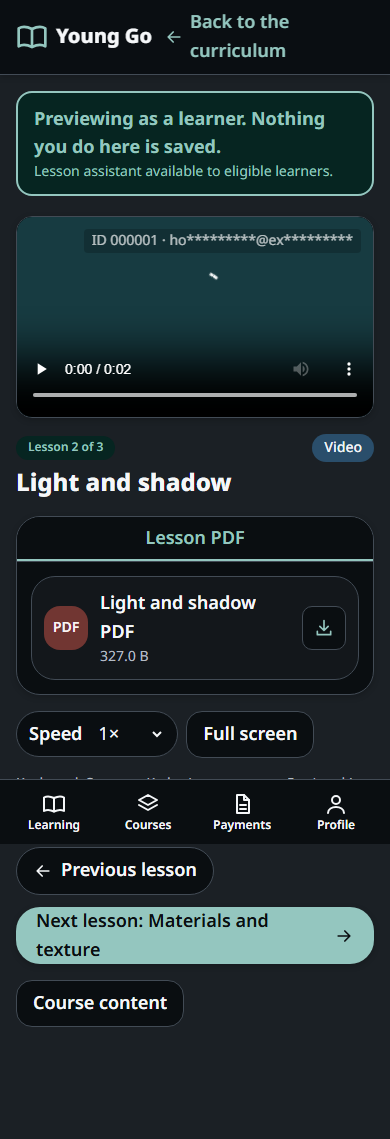 Young Go
Back to the
curriculum
Previewing as a learner. Nothing
you do here is saved.
Lesson assistant available to eligible learners.
ID 000001 · ho*********@ex*********
0:00 / 0:02
Lesson 2 of 3
Video
Light and shadow
Lesson PDF
PDF
Light and shadow
PDF
327.0 B
Speed
1×
Full screen
Learning
Courses
Payments
Profile
Previous lesson
Next lesson: Materials and
texture
Course content